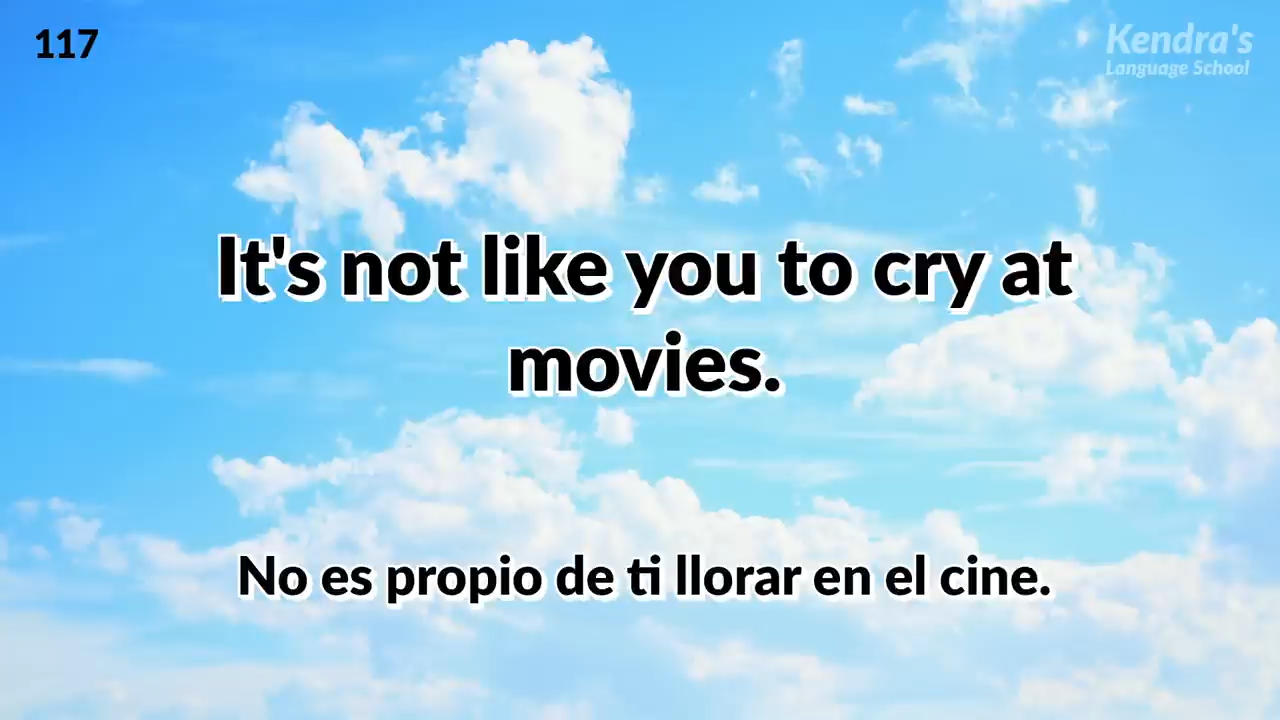 117
Kendra's
Language School
It's not like you to cry at
movies.
No es propio de ti llorar en el cine.